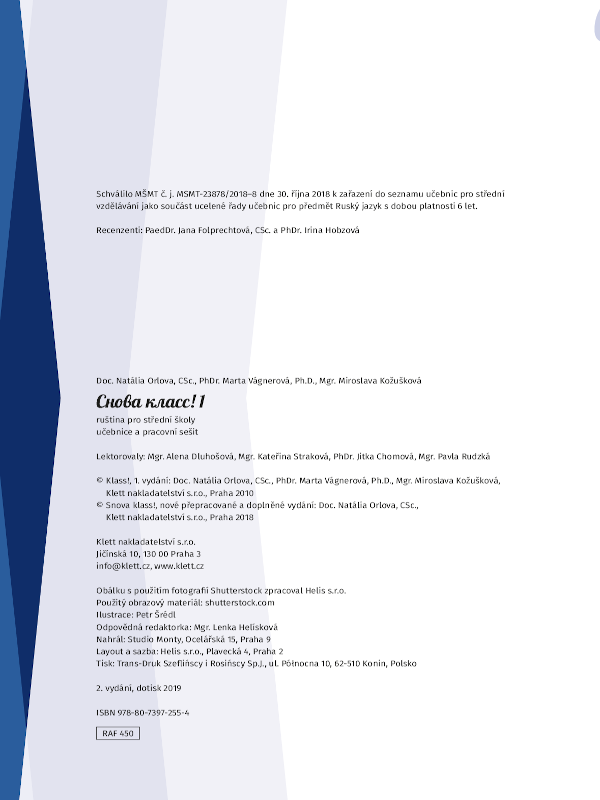 Schválilo MŠMT č. j. MSMT-23878/2018–8 dne 30. října 2018 k zařazení do seznamu učebnic pro střední
vzdělávání jako součást ucelené řady učebnic pro předmět Ruský jazyk s dobou platnosti 6 let.
Recenzenti: PaedDr. Jana Folprechtová, CSc. a PhDr. Irina Hobzová
Doc. Natália Orlova, CSc., PhDr. Marta Vágnerová, Ph.D., Mgr. Miroslava Kožušková
Снова класс! 1
ruština pro střední školy
učebnice a pracovní sešit
Lektorovaly: Mgr. Alena Dluhošová, Mgr. Kateřina Straková, PhDr. Jitka Chomová, Mgr. Pavla Rudzká
© Klass!, 1. vydání: Doc. Natália Orlova, CSc., PhDr. Marta Vágnerová, Ph.D., Mgr. Miroslava Kožušková,
Klett nakladatelství s.r.o., Praha 2010
© Snova klass!, nové přepracované a doplněné vydání: Doc. Natália Orlova, CSc.,
Klett nakladatelství s.r.o., Praha 2018
Klett nakladatelství s.r.o.
Jičínská 10, 130 00 Praha 3
info@klett.cz, www.klett.cz
Obálku s použitím fotografií Shutterstock zpracoval Helis s.r.o.
Použitý obrazový materiál: shutterstock.com
Ilustrace: Petr Šrédl
Odpovědná redaktorka: Mgr. Lenka Helisková
Nahrál: Studio Monty, Ocelářská 15, Praha 9
Layout a sazba: Helis s.r.o., Plavecká 4, Praha 2
Tisk: Trans-Druk Szeflińscy i Rosińscy Sp.J., ul. Północna 10, 62-510 Konin, Polsko
2. vydání, dotisk 2019
ISBN 978-80-7397-255-4
RAF 450